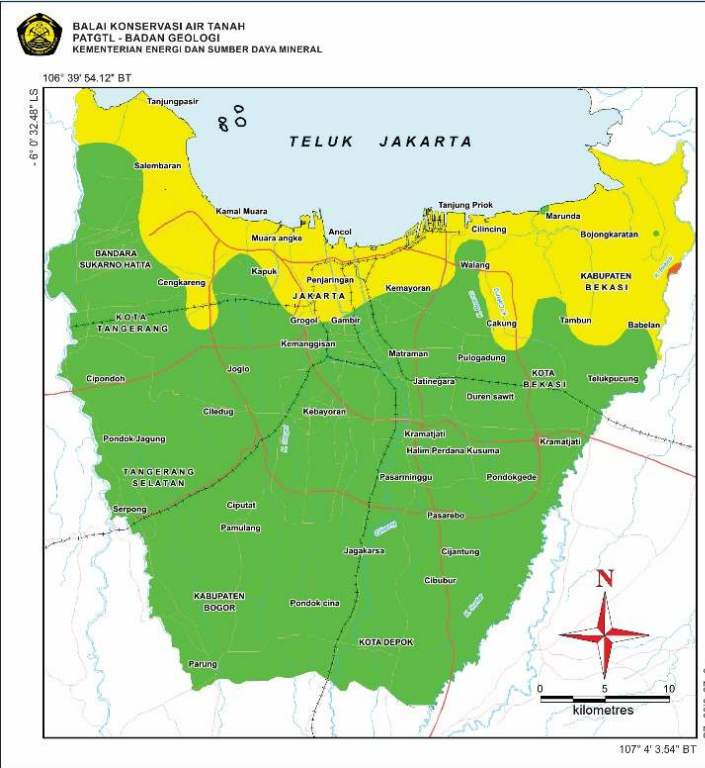 BALAI KONSERVASI AIR TANAH
PATGTL - BADAN GEOLOGI
KEMENTERIAN ENERGI DAN SUMBER DAYA MINERAL
106° 39' 54.12" BT
- 6° 0' 32.48" LS
Tanjungpasir
TELUK JAKARTA
Salembaran
Kamal Muara
Tanjung Priok
Marunda
Muara angke
Ancol
Cilincing
Bojongkaratan
BANDARA
SUKARNO HATTA
Kapuk
Walang
Cengkareng
Penjaringan
KABUPATEN
BEKASI
JAKARTA
Kemayoran
KOTA
TANGERANG
Grogol
Gambir
Cakung
Tambun
Babelan
Kemanggisan
Matraman
Pulogadung
Joglo
KOTA
BEKASI
Cipondoh
Jatinegara
Telukpucung
Duren sawit
Ciledug
Kebayoran
Pondok Jagung
Kramatjati
Kramatjati
Halim Perdana Kusuma
TANGERANG
SELATAN
Pasarminggu
Pondokgede
Serpong
Ciputat
Pasarebo
Pamulang
Jagakarsa
Cijantung
Cibubur
KABUPATEN
BOGOR
Pondok cina
KOTA DEPOK
Parung
N
0 5 10
kilometres
107° 4' 3.54" BT